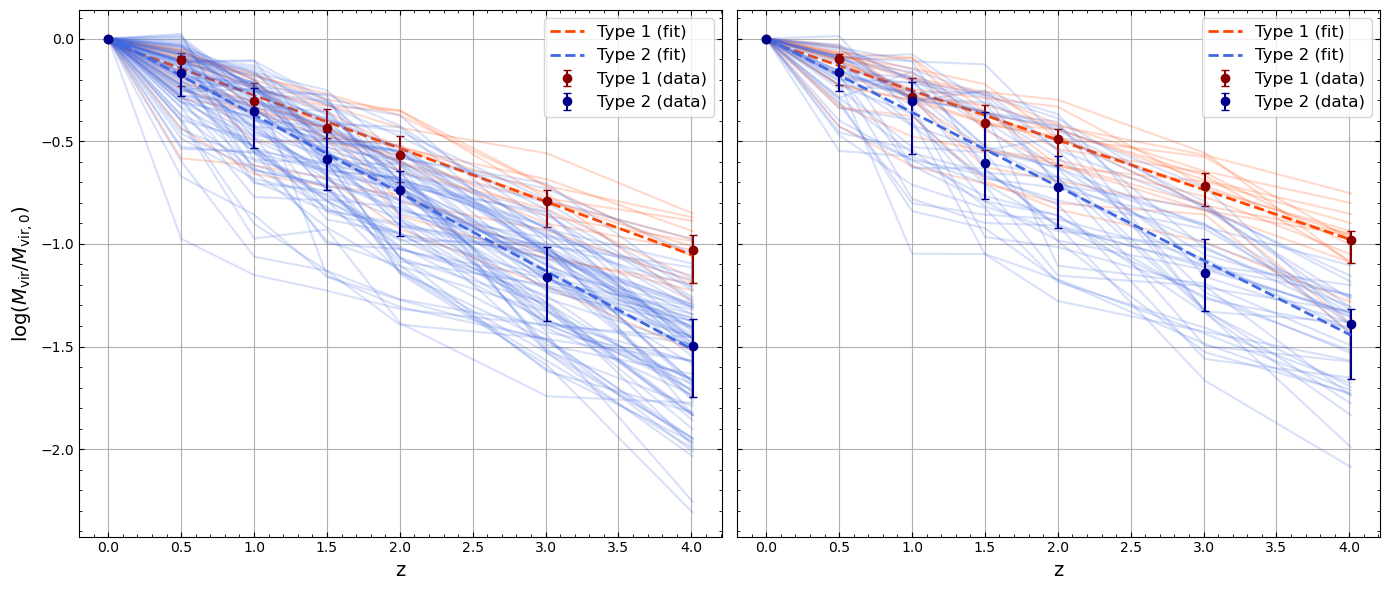 Type 1 (fit)
Type 2 (fit)
Type 1 (data)
Type 2 (data)
Type 1 (fit)
Type 2 (fit)
Type 1 (data)
Type 2 (data)
0.0
−0.5
−1.0
−1.5
−2.0
log(M_vir/M_vir,0)
0.0 0.5 1.0 1.5 2.0 2.5 3.0 3.5 4.0
0.0 0.5 1.0 1.5 2.0 2.5 3.0 3.5 4.0
z
z